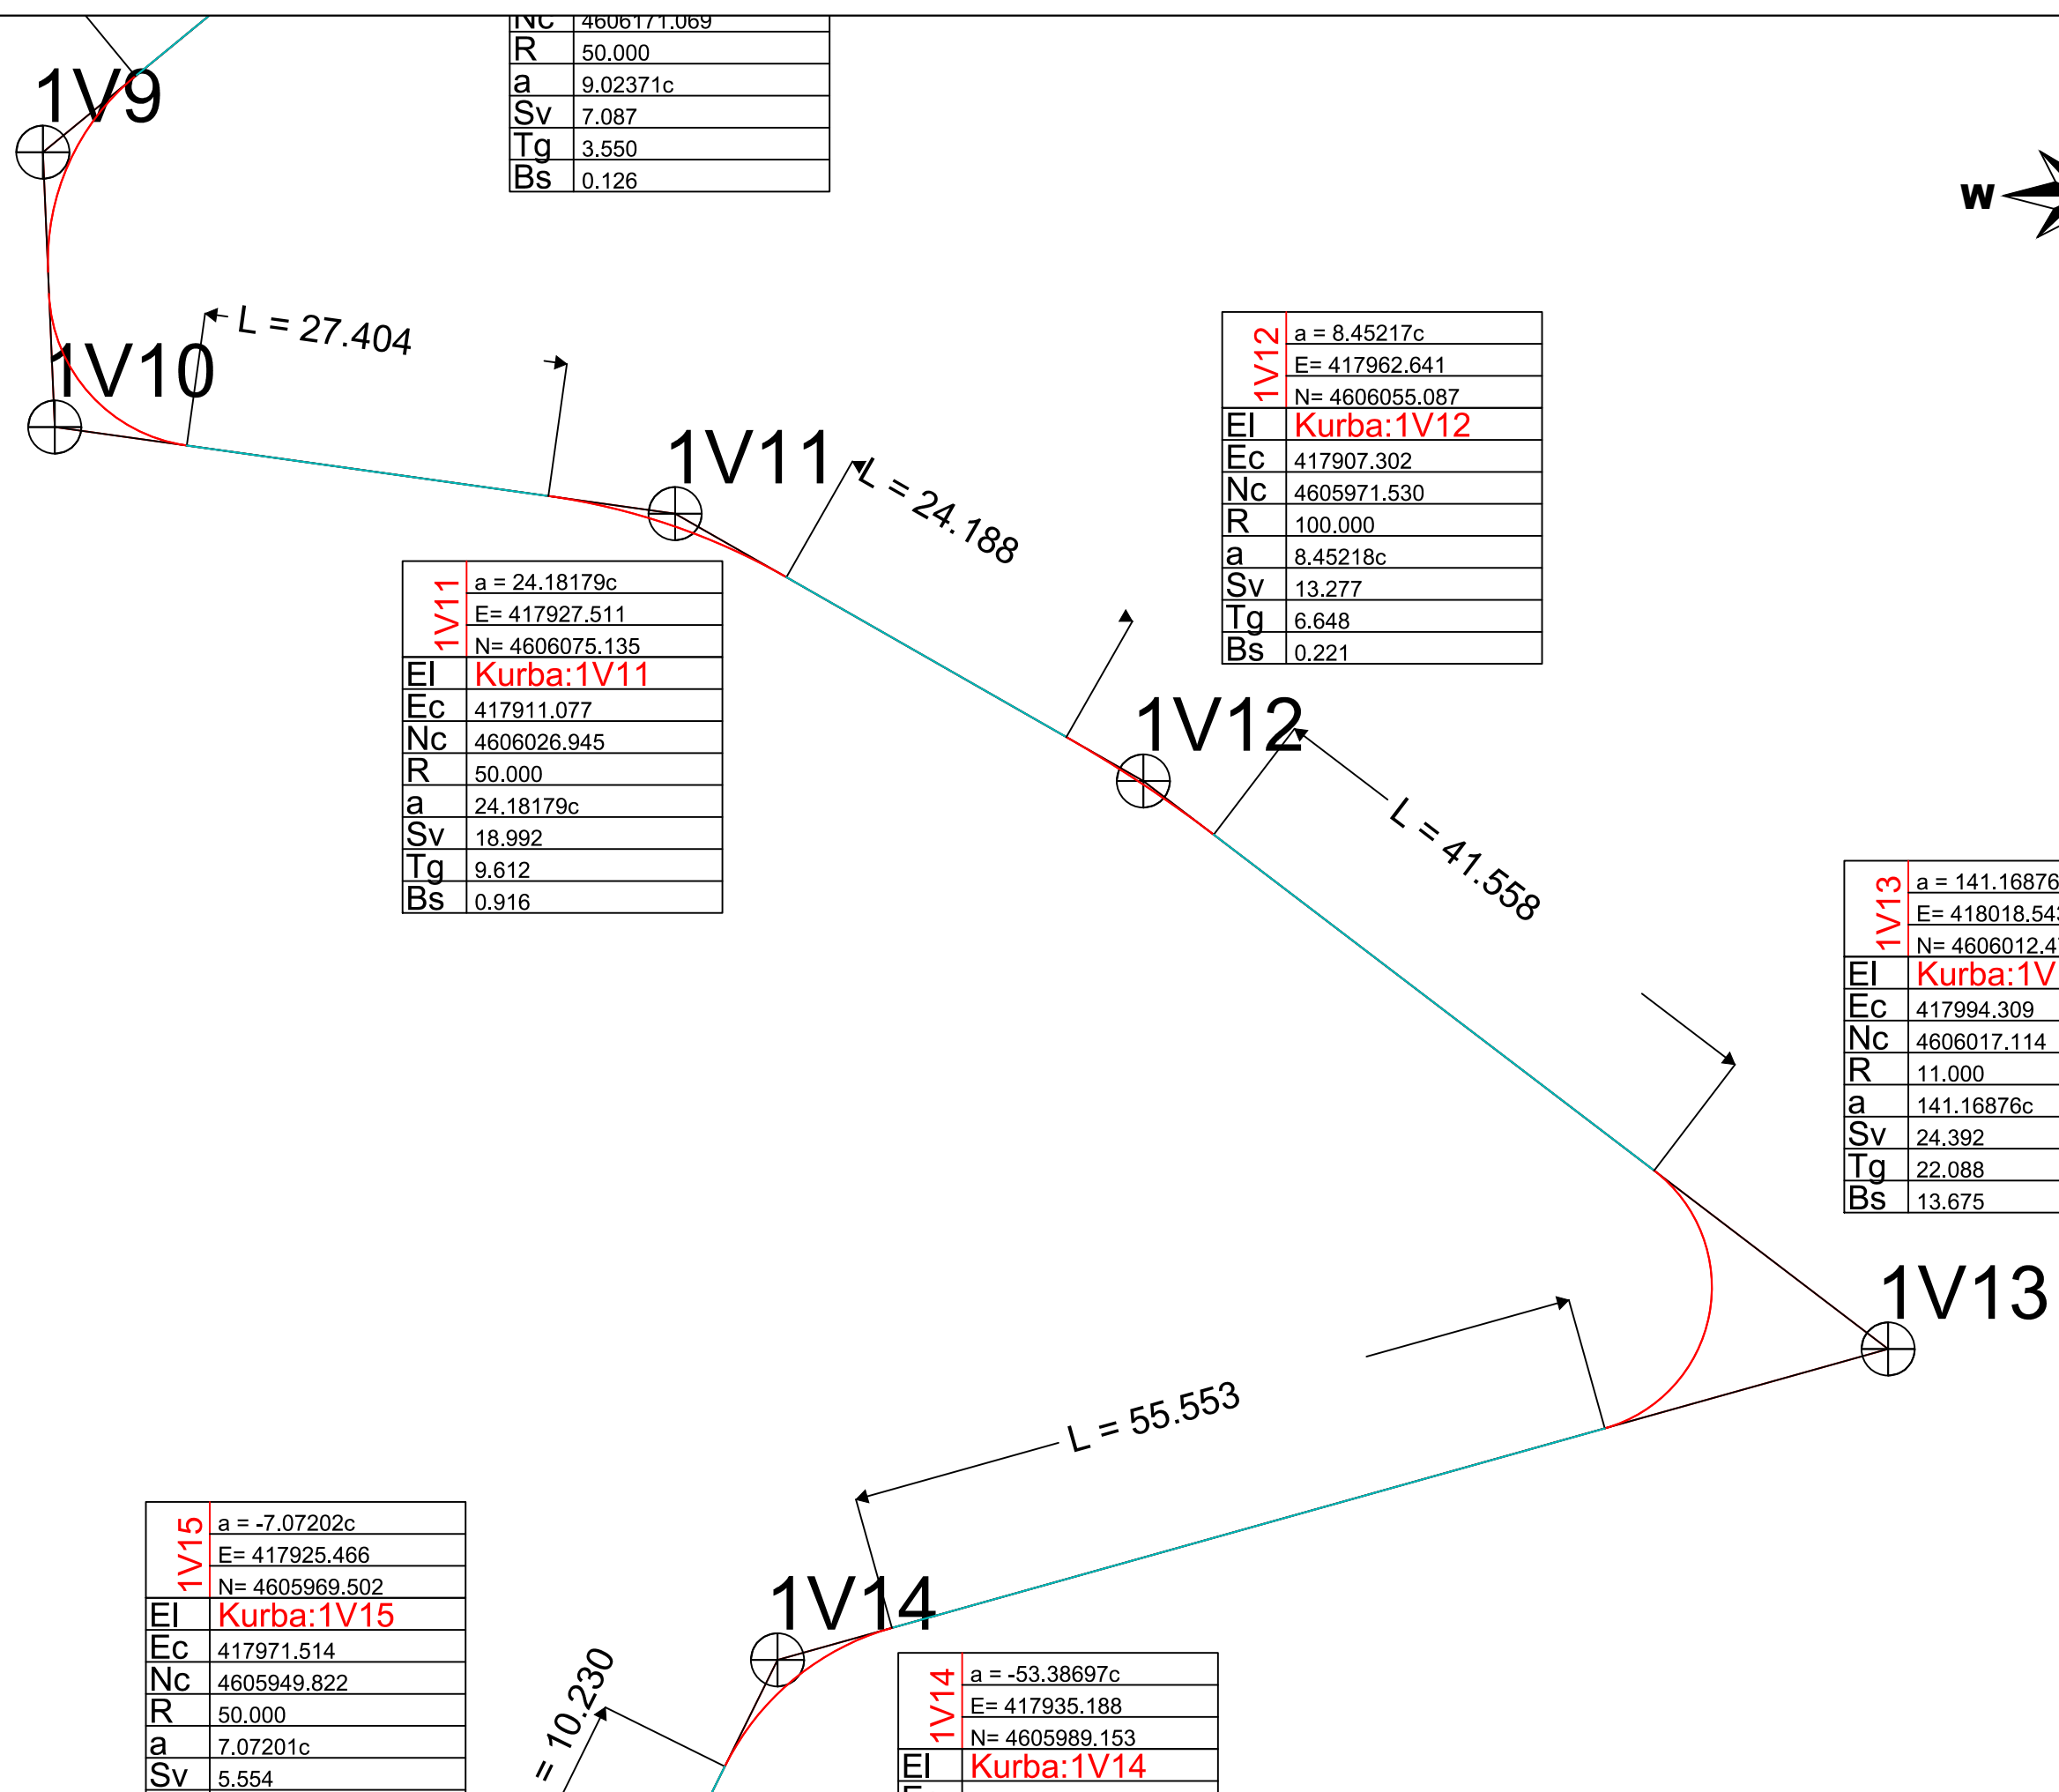 Nc 4606171.069
R 50.000
a 9.02371c
Sv 7.087
Tg 3.550
Bs 0.126
1V9
W
L = 27.404
1V10
1V11
L = 24.188
1V12
a = 8.45217c
E= 417962.641
N= 4606055.087
El Kurba:1V12
Ec 417907.302
Nc 4605971.530
R 100.000
a 8.45218c
Sv 13.277
Tg 6.648
Bs 0.221
1V11
a = 24.18179c
E= 417927.511
N= 4606075.135
El Kurba:1V11
Ec 417911.077
Nc 4606026.945
R 50.000
a 24.18179c
Sv 18.992
Tg 9.612
Bs 0.916
1V12
L = 41.558
1V13
a = 141.16876
E= 418018.543
N= 4606012.4
El Kurba:1V
Ec 417994.309
Nc 4606017.114
R 11.000
a 141.16876c
Sv 24.392
Tg 22.088
Bs 13.675
1V13
L = 55.553
1V15
a = -7.07202c
E= 417925.466
N= 4605969.502
El Kurba:1V15
Ec 417971.514
Nc 4605949.822
R 50.000
a 7.07201c
Sv 5.554
= 10.230
1V14
1V14
a = -53.38697c
E= 417935.188
N= 4605989.153
El Kurba:1V14